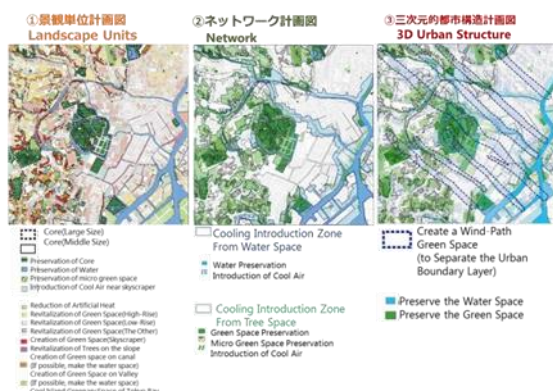 ①景観単位計画図
Landscape Units
Core(Large Size)
Core(Middle Size)
Preservation of Core
Preservation of Water
Preservation of micro green space
Introduction of Cool Air near skyscraper
Reduction of Artificial Heat
Revitalization of Green Space(High-Rise)
Revitalization of Green Space(Low-Rise)
Revitalization of Green Space(The Other)
Creation of Green Space(Skyscraper)
Revitalization of Trees on the slope
Creation of Green Space on canal
(If possible, make the water space)
Creation of Green Space on Valley
(If possible, make the water space)
②ネットワーク計画図
Network
Cooling Introduction Zone
From Water Space
Water Preservation
Introduction of Cool Air
Cooling Introduction Zone
From Tree Space
Green Space Preservation
Micro Green Space Preservation
Introduction of Cool Air
③三次元的都市構造計画図
3D Urban Structure
Create a Wind-Path
Green Space
(to Separate the Urban
Boundary Layer)
Preserve the Water Space
Preserve the Green Space